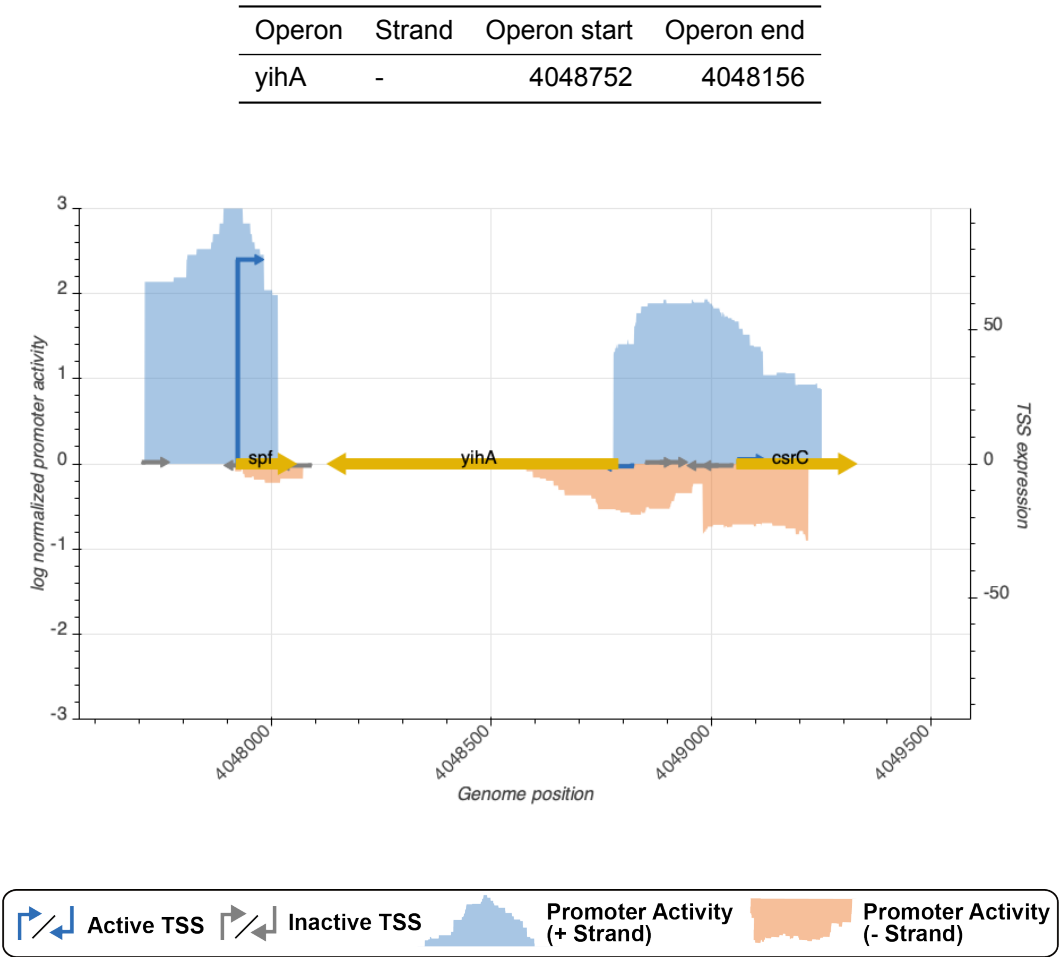 Operon Strand Operon start Operon end
yihA - 4048752 4048156
3
2
1
0
-1
-2
-3
log normalized promoter activity
50
0
-50
TSS expression
spf
yihA
csrC
4048000
4048500
4049000
4049500
Genome position
Active TSS
Inactive TSS
Promoter Activity
(+ Strand)
Promoter Activity
(- Strand)